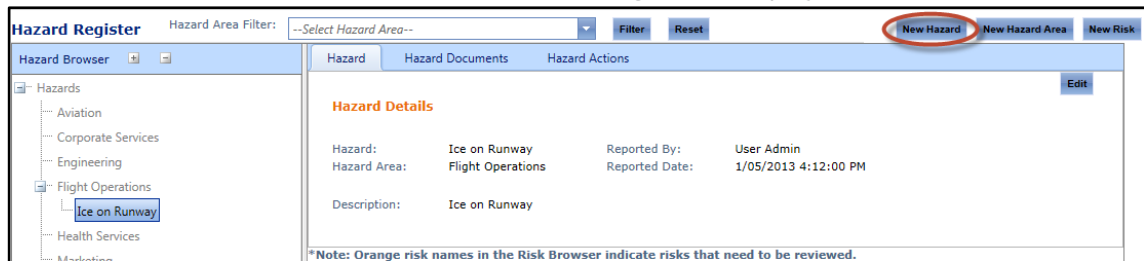 Hazard Register Hazard Area Filter: --Select Hazard Area-- Filter Reset New Hazard New Hazard Area New Risk
Hazard Browser Hazard Hazard Documents Hazard Actions
Edit
Hazards
Hazard Details
Aviation
Corporate Services
Hazard: Ice on Runway Reported By: User Admin
Engineering
Hazard Area: Flight Operations Reported Date: 1/05/2013 4:12:00 PM
Flight Operations
Description: Ice on Runway
Ice on Runway
Health Services
Marketing
*Note: Orange risk names in the Risk Browser indicate risks that need to be reviewed.